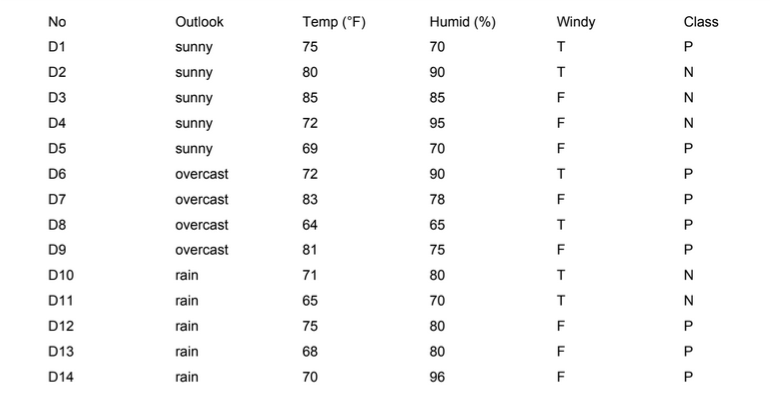 No Outlook Temp (°F) Humid (%) Windy Class
D1 sunny 75 70 T P
D2 sunny 80 90 T N
D3 sunny 85 85 F N
D4 sunny 72 95 F N
D5 sunny 69 70 F P
D6 overcast 72 90 T P
D7 overcast 83 78 F P
D8 overcast 64 65 T P
D9 overcast 81 75 F P
D10 rain 71 80 T N
D11 rain 65 70 T N
D12 rain 75 80 F P
D13 rain 68 80 F P
D14 rain 70 96 F P